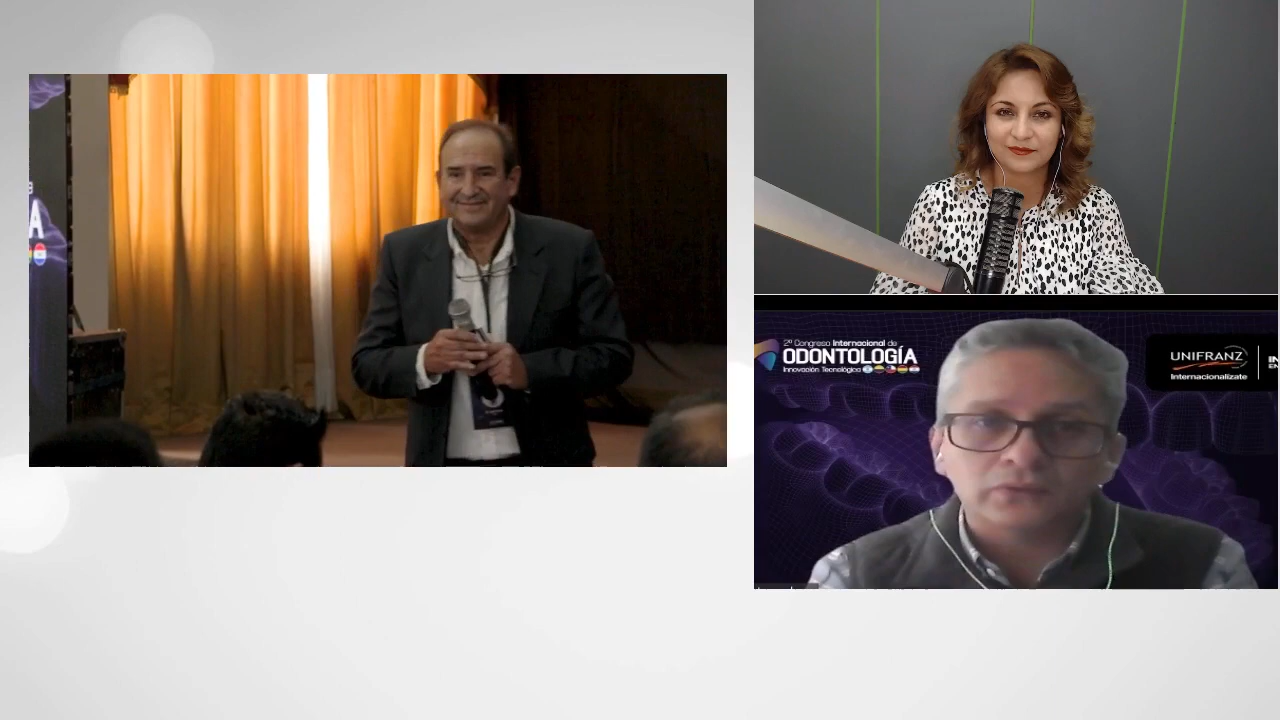 A
2º Congreso Internacional de
ODONTOLOGÍA
Innovación Tecnológica
UNIFRANZ
Internacionalízate